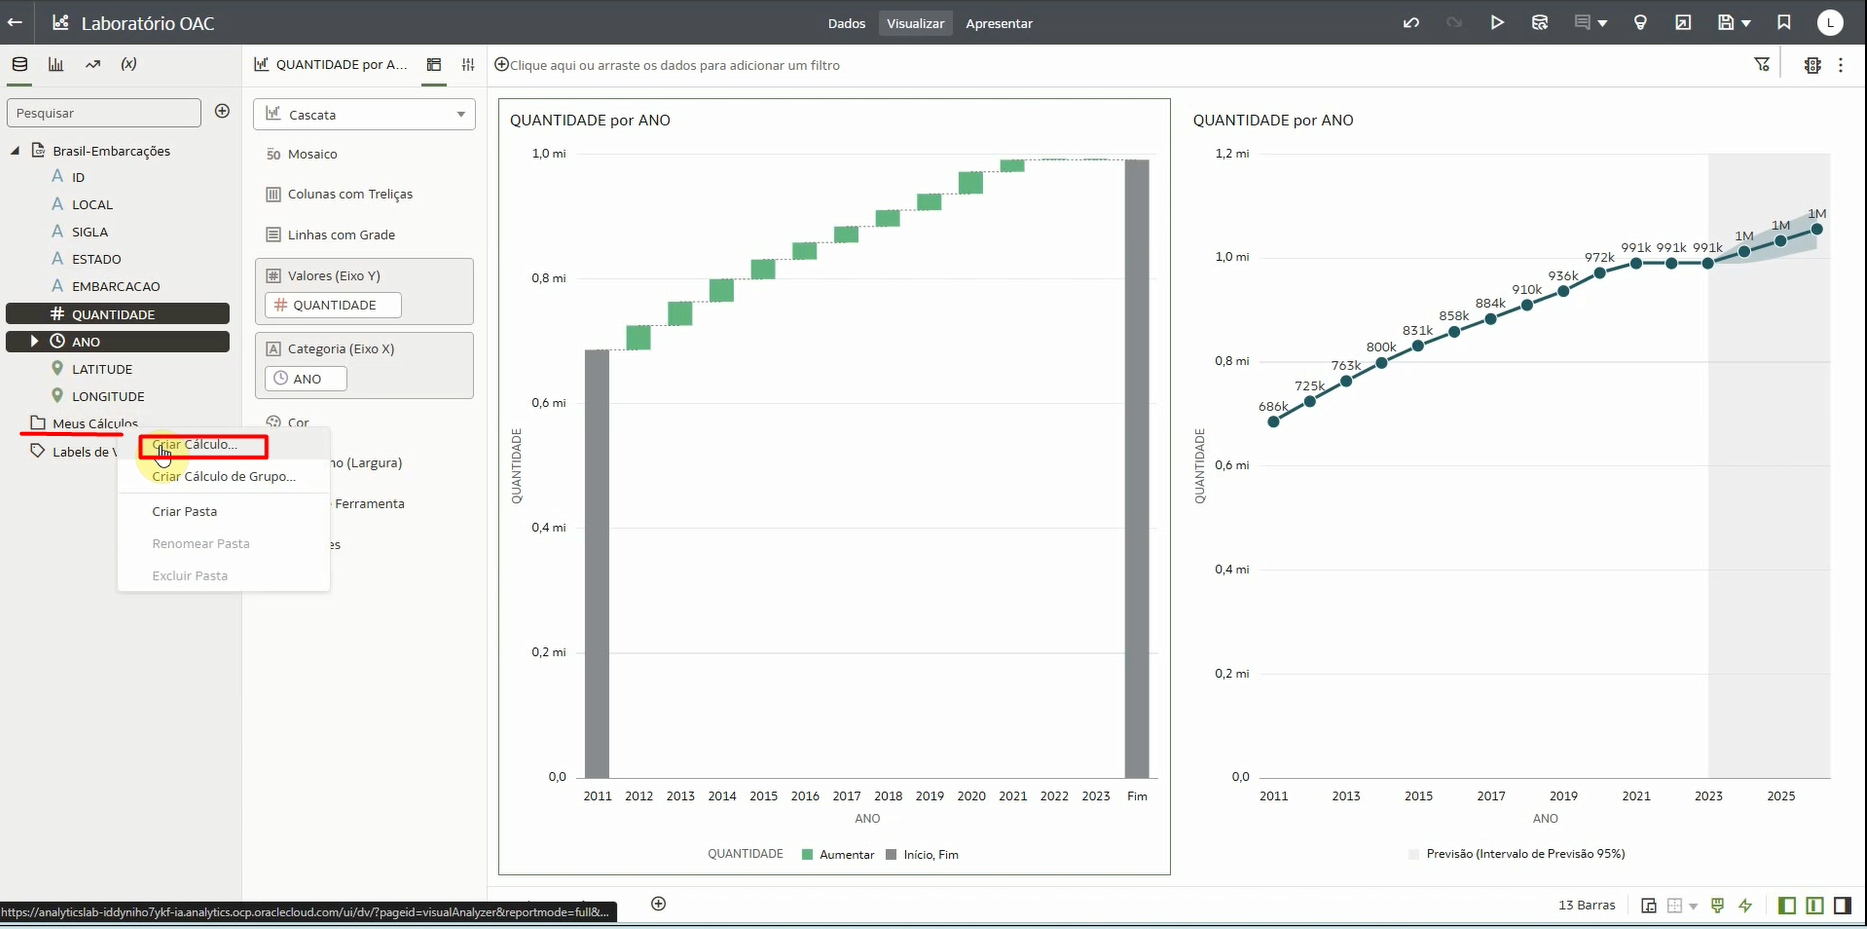 Laboratório OAC
Dados Visualizar Apresentar
L
(x)
QUANTIDADE por A...
Clique aqui ou arraste os dados para adicionar um filtro
Pesquisar
Brasil-Embarcações
A ID
A LOCAL
A SIGLA
A ESTADO
A EMBARCACAO
# QUANTIDADE
ANO
LATITUDE
LONGITUDE
Meus Cálculos
Labels de V
Criar Cálculo...
Criar Cálculo de Grupo...
Criar Pasta
Renomear Pasta
Excluir Pasta
Cascata
50 Mosaico
Colunas com Treliças
Linhas com Grade
# Valores (Eixo Y)
# QUANTIDADE
A Categoria (Eixo X)
ANO
Cor
no (Largura)
Ferramenta
es
QUANTIDADE por ANO
1,0 mi
0,8 mi
0,6 mi
0,4 mi
0,2 mi
0,0
QUANTIDADE
2011 2012 2013 2014 2015 2016 2017 2018 2019 2020 2021 2022 2023 Fim
ANO
QUANTIDADE Aumentar Início, Fim
QUANTIDADE por ANO
1,2 mi
1,0 mi
0,8 mi
0,6 mi
0,4 mi
0,2 mi
0,0
QUANTIDADE
686k 725k 763k 800k 831k 858k 884k 910k 936k 972k 991k 991k 991k 1M 1M 1M
2011 2013 2015 2017 2019 2021 2023 2025
ANO
Previsão (Intervalo de Previsão 95%)
https://analyticslab-iddyniho7ykf-ia.analytics.ocp.oraclecloud.com/ui/dv/?pageid=visualAnalyzer&reportmode=full&...
13 Barras